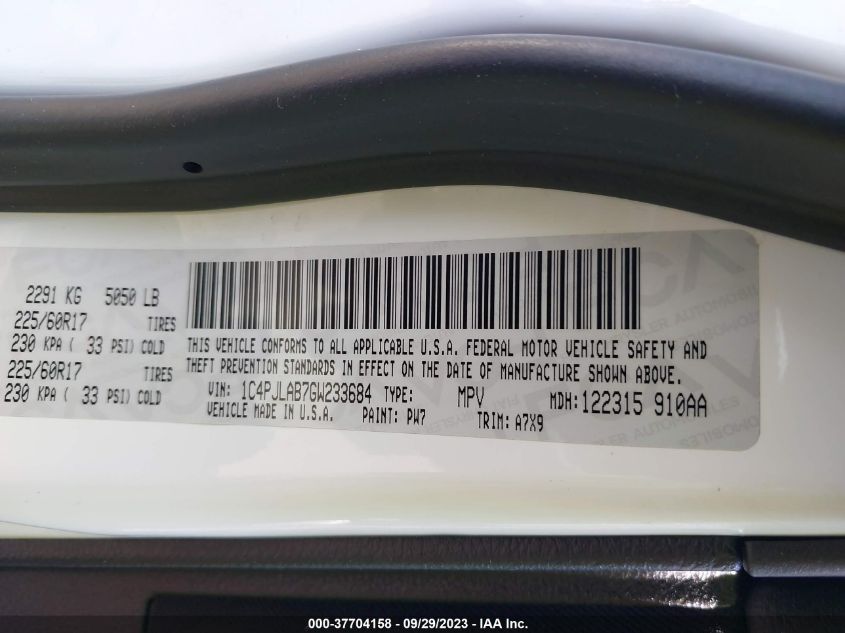 2291 KG 5050 LB
225/60R17 TIRES
230 KPA ( 33 PSI) COLD
225/60R17 TIRES
230 KPA ( 33 PSI) COLD
THIS VEHICLE CONFORMS TO ALL APPLICABLE U.S.A. FEDERAL MOTOR VEHICLE SAFETY AND
THEFT PREVENTION STANDARDS IN EFFECT ON THE DATE OF MANUFACTURE SHOWN ABOVE.
VIN: 1C4PJLAB7GW233684 TYPE: MPV MDH: 122315 910AA
VEHICLE MADE IN U.S.A. PAINT: PW7 TRIM: A7X9
000-37704158 - 09/29/2023 - IAA Inc.